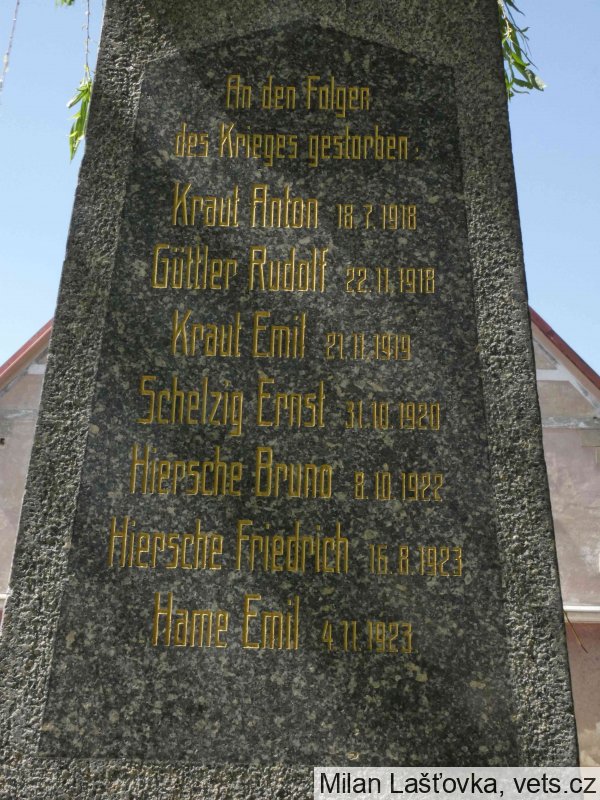 An den Folgen
des Krieges gestorben:
Kraut Anton 18.7.1918
Güttler Rudolf 22.11.1918
Kraut Emil 21.11.1919
Schelzig Ernst 31.10.1920
Hiersche Bruno 8.10.1922
Hiersche Friedrich 16.8.1923
Hame Emil 4.11.1923
Milan Lašťovka, vets.cz